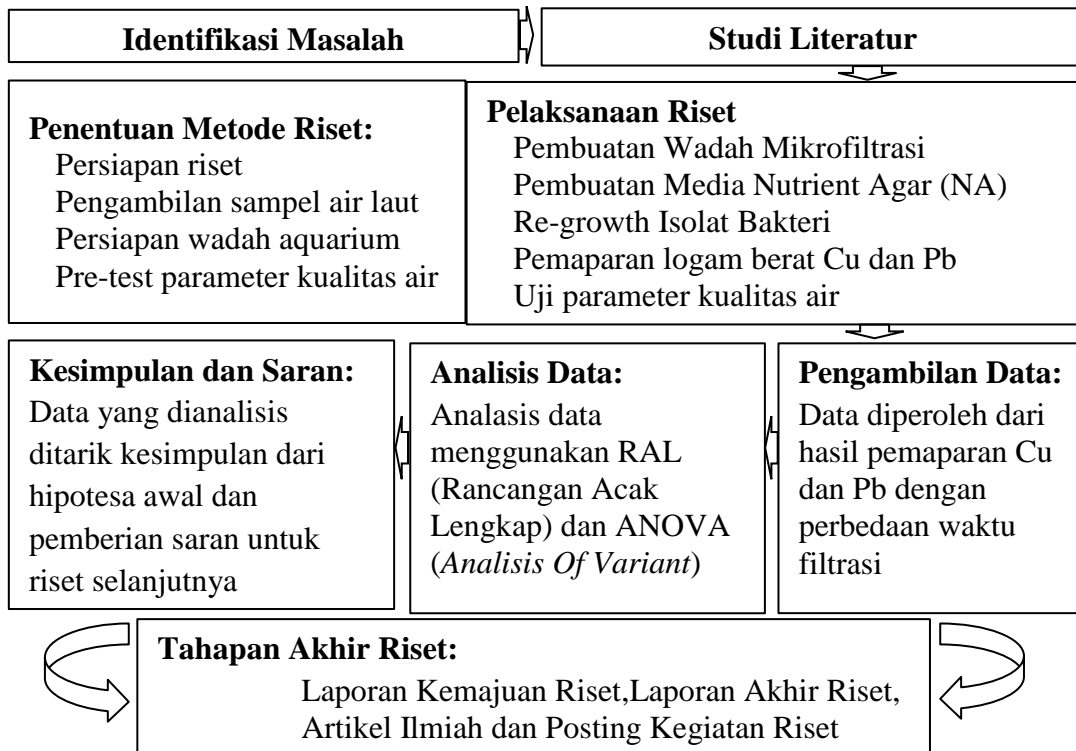 Identifikasi Masalah
Studi Literatur
Penentuan Metode Riset:
Persiapan riset
Pengambilan sampel air laut
Persiapan wadah aquarium
Pre-test parameter kualitas air
Pelaksanaan Riset
Pembuatan Wadah Mikrofiltrasi
Pembuatan Media Nutrient Agar (NA)
Re-growth Isolat Bakteri
Pemaparan logam berat Cu dan Pb
Uji parameter kualitas air
Kesimpulan dan Saran:
Data yang dianalisis
ditarik kesimpulan dari
hipotesa awal dan
pemberian saran untuk
riset selanjutnya
Analisis Data:
Analasis data
menggunakan RAL
(Rancangan Acak
Lengkap) dan ANOVA
(Analisis Of Variant)
Pengambilan Data:
Data diperoleh dari
hasil pemaparan Cu
dan Pb dengan
perbedaan waktu
filtrasi
Tahapan Akhir Riset:
Laporan Kemajuan Riset,Laporan Akhir Riset,
Artikel Ilmiah dan Posting Kegiatan Riset